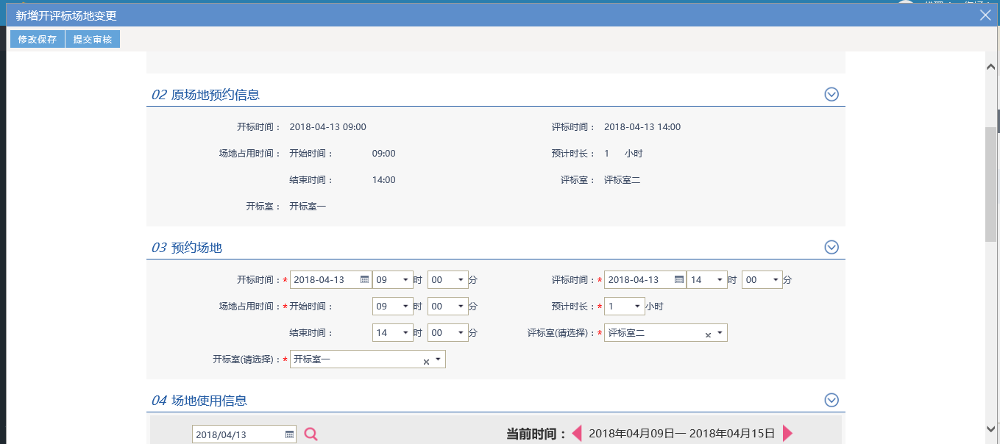 新增开评标场地变更
修改保存 提交审核
02 原场地预约信息
开标时间： 2018-04-13 09:00 评标时间： 2018-04-13 14:00
场地占用时间： 开始时间： 09:00 预计时长： 1 小时
结束时间： 14:00 评标室： 评标室二
开标室： 开标室一
03 预约场地
开标时间：* 2018-04-13 09 时 00 分 评标时间：* 2018-04-13 14 时 00 分
场地占用时间：* 开始时间： 09 时 00 分 预计时长：* 1 小时
结束时间： 14 时 00 分 评标室(请选择)：* 评标室二
开标室(请选择)：* 开标室一
04 场地使用信息
2018/04/13 当前时间： 2018年04月09日— 2018年04月15日